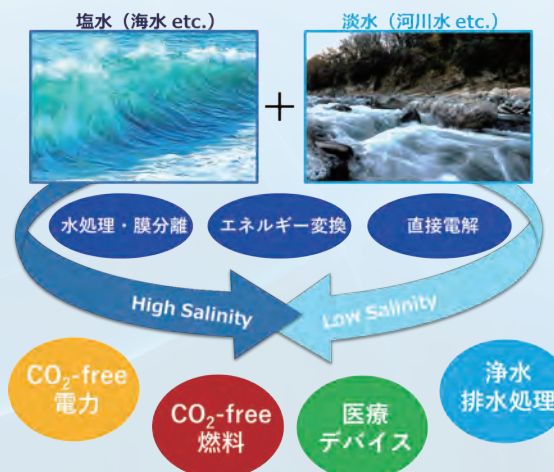 塩水（海水 etc.）
淡水（河川水 etc.）
+
水処理・膜分離
エネルギー変換
直接電解
High Salinity
Low Salinity
CO₂-free
電力
CO₂-free
燃料
医療
デバイス
浄水
排水処理